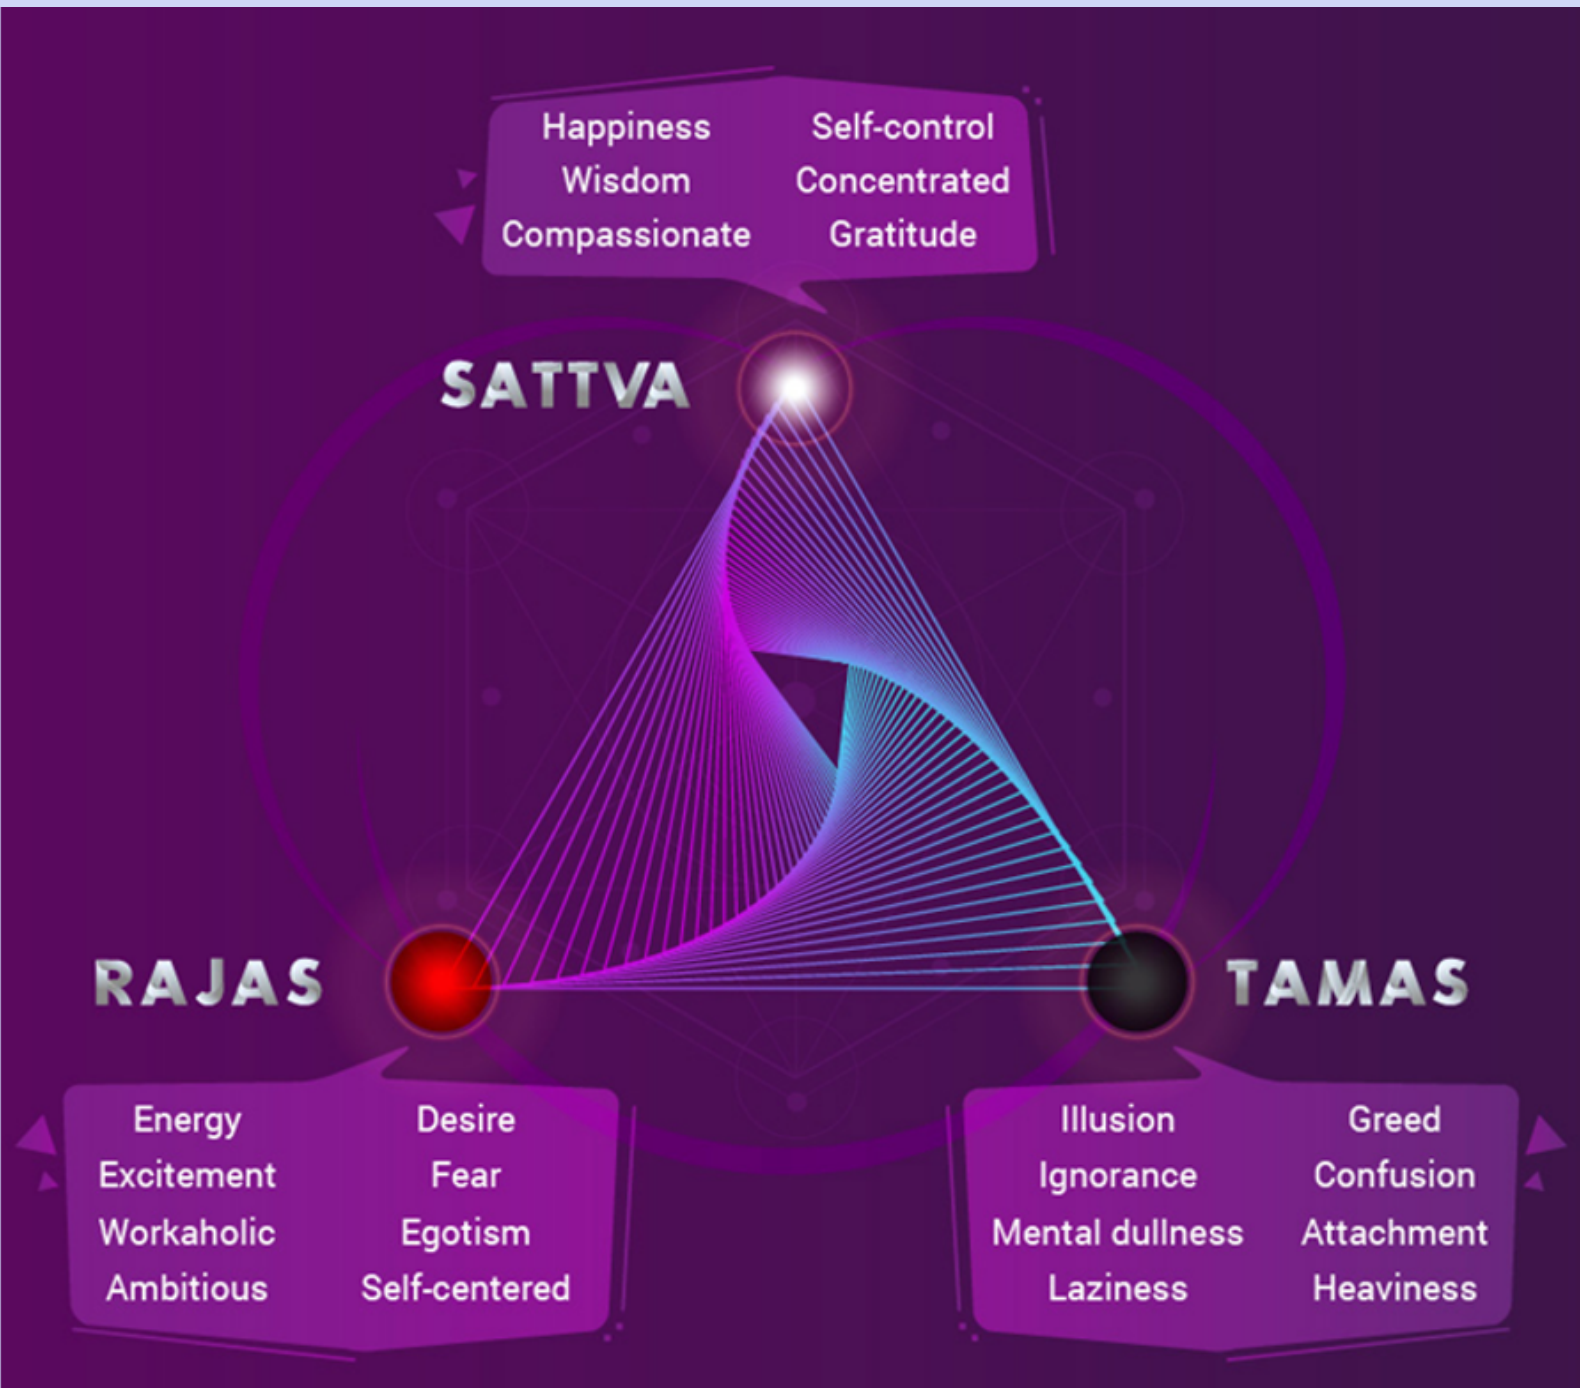 Happiness Self-control
Wisdom Concentrated
Compassionate Gratitude
SATTVA
RAJAS
TAMAS
Energy Desire
Excitement Fear
Workaholic Egotism
Ambitious Self-centered
Illusion Greed
Ignorance Confusion
Mental dullness Attachment
Laziness Heaviness